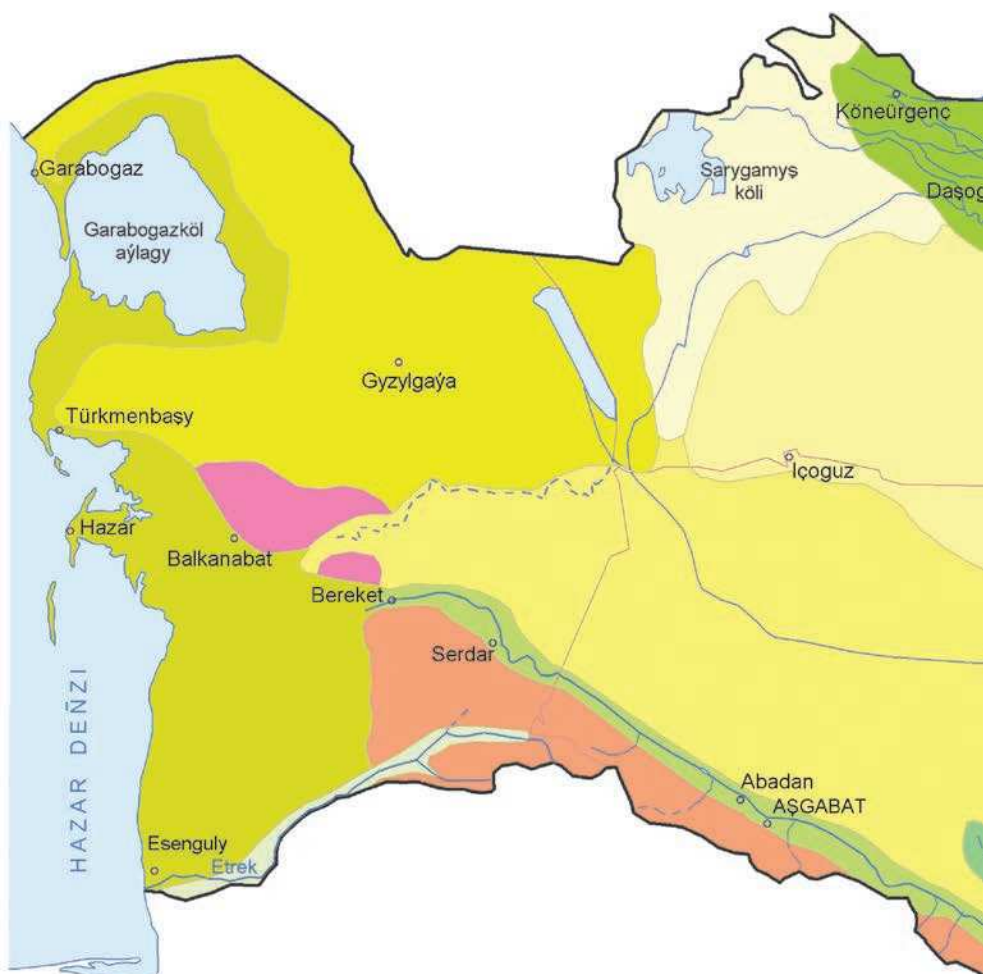 Köneürgenç
Garabogaz
Sarygamyş
köli
Daşog
Garabogazköl
aýlagy
Gyzylgaýa
Türkmenbaşy
Içoguz
Hazar
Balkanabat
Bereket
Serdar
HAZAR DEŇZI
Abadan
AŞGABAT
Esenguly
Etrek